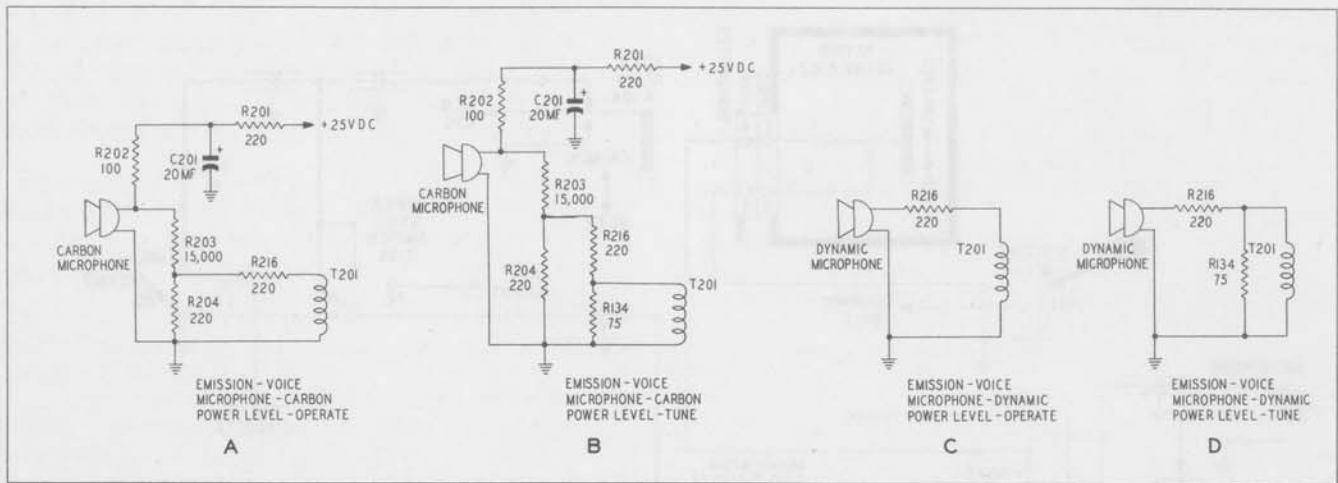 R201
220
+25VDC
R202
100
C201
20MF
+
CARBON
MICROPHONE
R203
15,000
R216
220
T201
R204
220
EMISSION-VOICE
MICROPHONE-CARBON
POWER LEVEL-OPERATE
A
R201
220
+25VDC
R202
100
C201
20MF
+
CARBON
MICROPHONE
R203
15,000
R216
220
R204
220
T201
R134
75
EMISSION-VOICE
MICROPHONE-CARBON
POWER LEVEL-TUNE
B
R216
220
DYNAMIC
MICROPHONE
T201
EMISSION-VOICE
MICROPHONE-DYNAMIC
POWER LEVEL-OPERATE
C
R216
220
DYNAMIC
MICROPHONE
T201
R134
75
EMISSION-VOICE
MICROPHONE-DYNAMIC
POWER LEVEL-TUNE
D